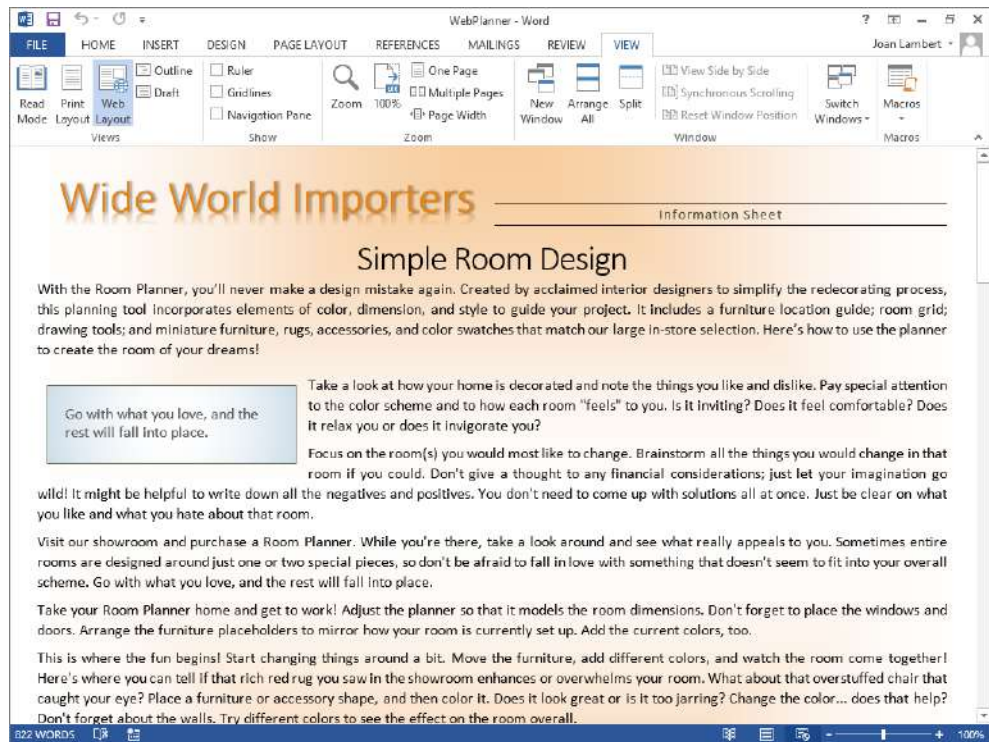 WebPlanner - Word
FILE HOME INSERT DESIGN PAGE LAYOUT REFERENCES MAILINGS REVIEW VIEW Joan Lambert
Read Mode
Print Layout
Web Layout
Outline
Draft
Views
Ruler
Gridlines
Navigation Pane
Show
Zoom
100%
One Page
Multiple Pages
Page Width
Zoom
New Window
Arrange All
Split
View Side by Side
Synchronous Scrolling
Reset Window Position
Window
Switch Windows
Macros
Macros
Wide World Importers
Information Sheet
Simple Room Design
With the Room Planner, you'll never make a design mistake again. Created by acclaimed interior designers to simplify the redecorating process,
this planning tool incorporates elements of color, dimension, and style to guide your project. It includes a furniture location guide; room grid;
drawing tools; and miniature furniture, rugs, accessories, and color swatches that match our large in-store selection. Here's how to use the planner
to create the room of your dreams!
Go with what you love, and the
rest will fall into place.
Take a look at how your home is decorated and note the things you like and dislike. Pay special attention
to the color scheme and to how each room "feels" to you. Is it inviting? Does it feel comfortable? Does
it relax you or does it invigorate you?
Focus on the room(s) you would most like to change. Brainstorm all the things you would change in that
room if you could. Don't give a thought to any financial considerations; just let your imagination go
wild! It might be helpful to write down all the negatives and positives. You don't need to come up with solutions all at once. Just be clear on what
you like and what you hate about that room.
Visit our showroom and purchase a Room Planner. While you're there, take a look around and see what really appeals to you. Sometimes entire
rooms are designed around just one or two special pieces, so don't be afraid to fall in love with something that doesn't seem to fit into your overall
scheme. Go with what you love, and the rest will fall into place.
Take your Room Planner home and get to work! Adjust the planner so that it models the room dimensions. Don't forget to place the windows and
doors. Arrange the furniture placeholders to mirror how your room is currently set up. Add the current colors, too.
This is where the fun begins! Start changing things around a bit. Move the furniture, add different colors, and watch the room come together!
Here's where you can tell if that rich red rug you saw in the showroom enhances or overwhelms your room. What about that overstuffed chair that
caught your eye? Place a furniture or accessory shape, and then color it. Does it look great or is it too jarring? Change the color... does that help?
Don't forget about the walls. Try different colors to see the effect on the room overall.
822 WORDS 100%